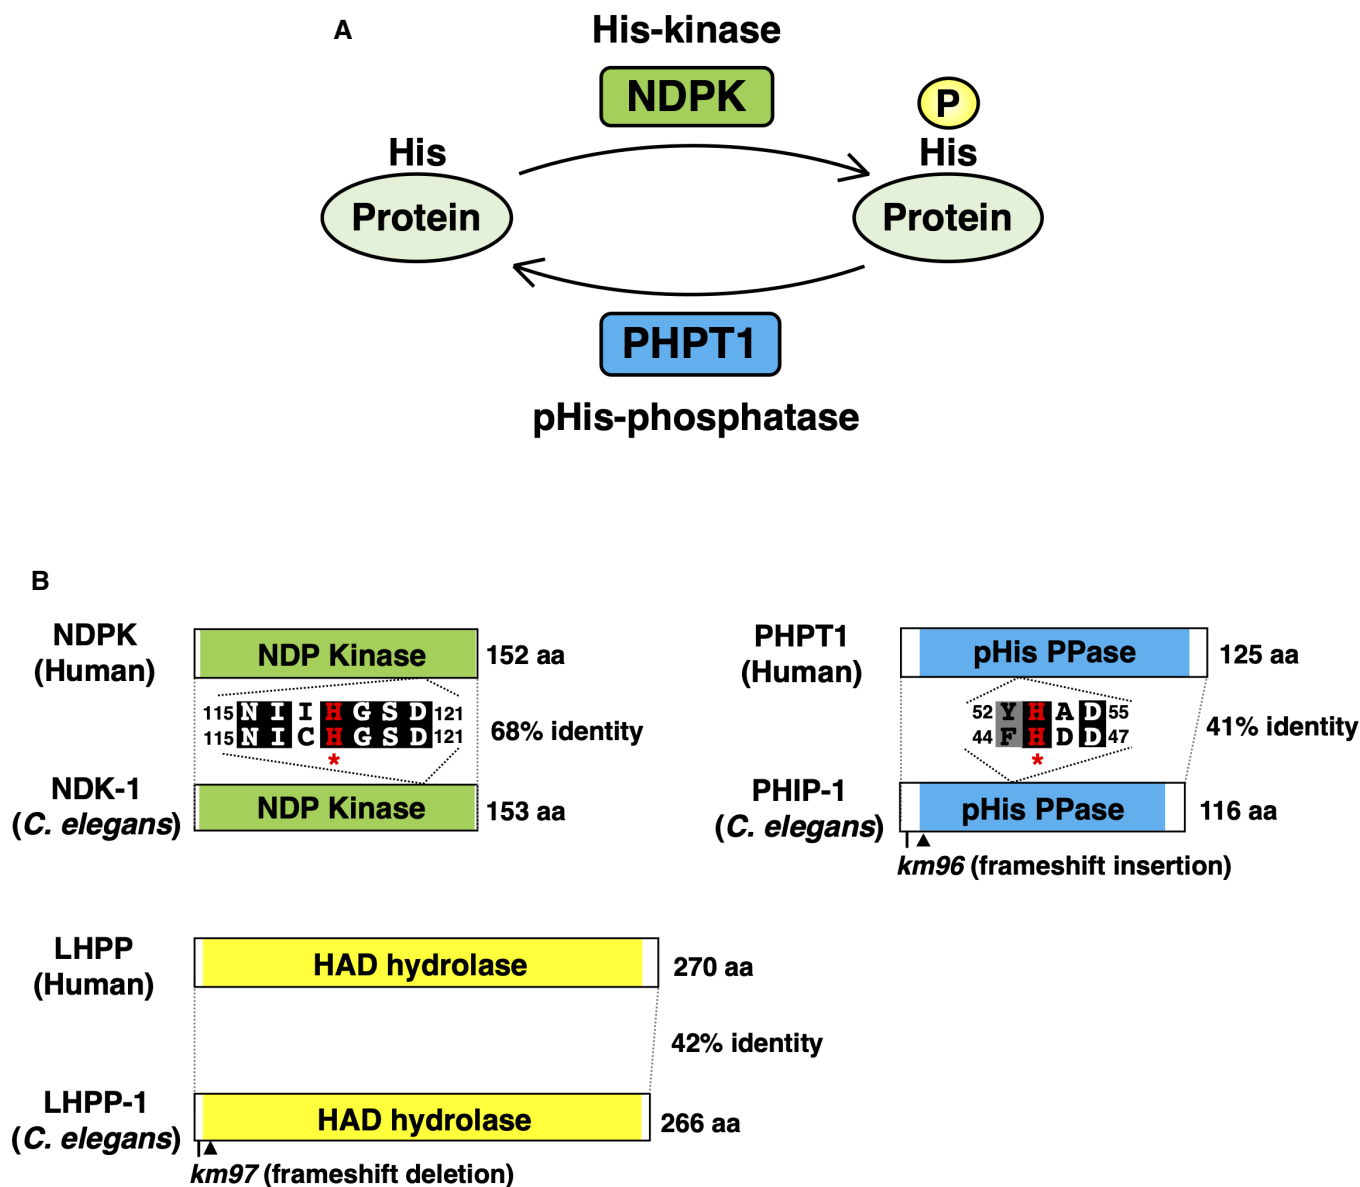 A
His-kinase
NDPK
P
His
His
Protein
Protein
PHPT1
pHis-phosphatase
B
NDPK
(Human)
NDP Kinase
152 aa
115 N I I H G S D 121
115 N I C H G S D 121
*
68% identity
NDK-1
(C. elegans)
NDP Kinase
153 aa
PHPT1
(Human)
pHis PPase
125 aa
52 Y H A D 55
44 F H D D 47
*
41% identity
PHIP-1
(C. elegans)
pHis PPase
116 aa
km96 (frameshift insertion)
LHPP
(Human)
HAD hydrolase
270 aa
42% identity
LHPP-1
(C. elegans)
HAD hydrolase
266 aa
km97 (frameshift deletion)